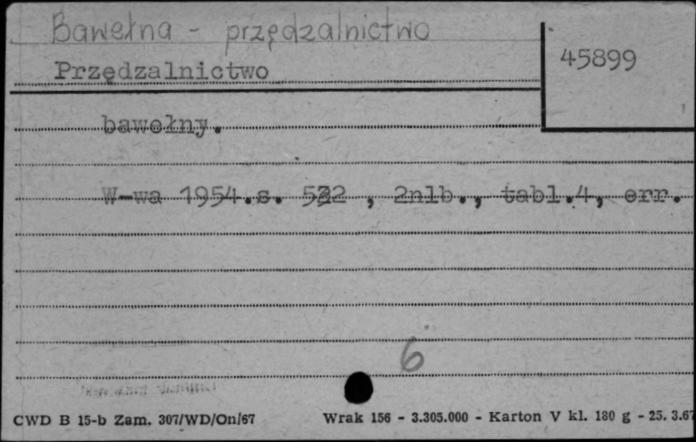 Bawełna - przędzalnictwo
45899
Przędzalnictwo
bawełny.
W-wa 1954.s. 532 , 2nlb., tabl.4, err.
6
CWD B 15-b Zam. 307/WD/On/67 Wrak 156 - 3.305.000 - Karton V kl. 180 g - 25. 3.67